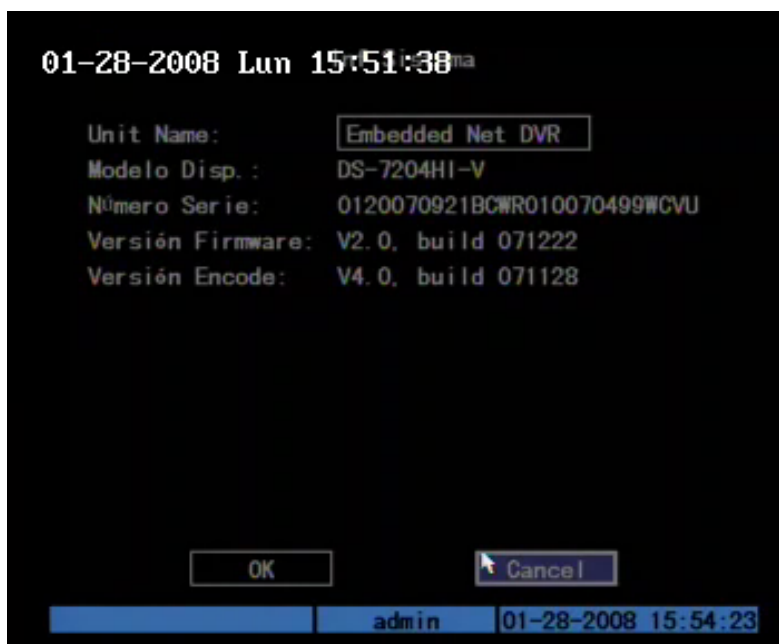 01-28-2008 Lun 15:51:38
Unit Name: Embedded Net DVR
Modelo Disp.: DS-7204HI-V
Número Serie: 0120070921BCWR010070499WCVU
Versión Firmware: V2.0, build 071222
Versión Encode: V4.0, build 071128
OK Cancel
admin 01-28-2008 15:54:23